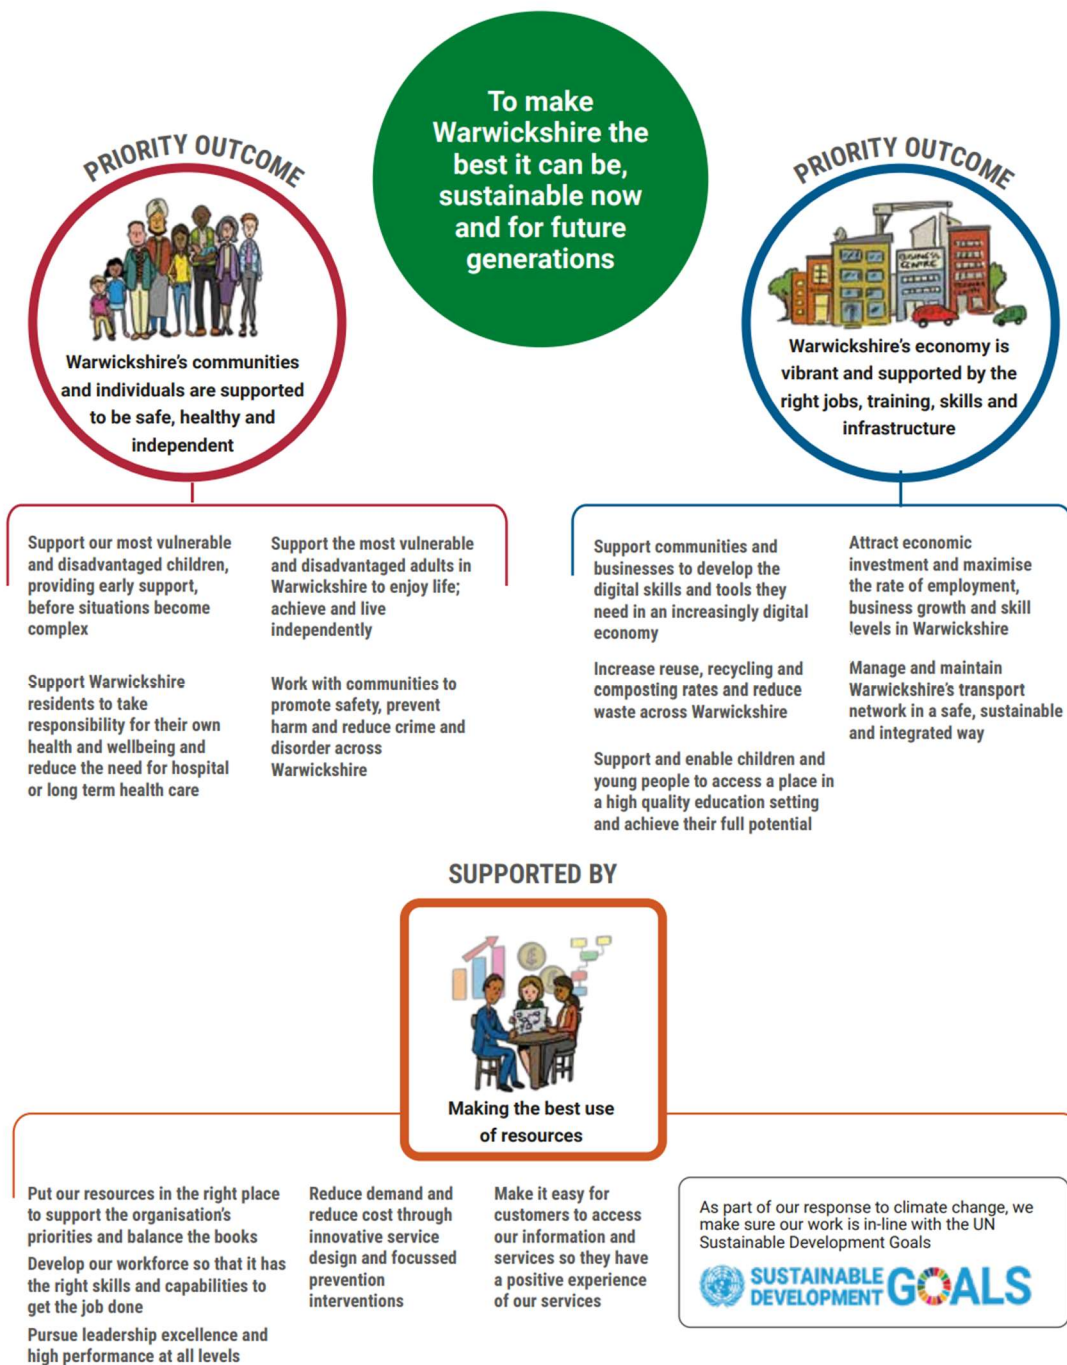 To make
Warwickshire the
best it can be,
sustainable now
and for future
generations
PRIORITY OUTCOME
Warwickshire's communities
and individuals are supported
to be safe, healthy and
independent
PRIORITY OUTCOME
BUSINESS
CENTRE
Warwickshire's economy is
vibrant and supported by the
right jobs, training, skills and
infrastructure
Support our most vulnerable
and disadvantaged children,
providing early support,
before situations become
complex
Support the most vulnerable
and disadvantaged adults in
Warwickshire to enjoy life;
achieve and live
independently
Support Warwickshire
residents to take
responsibility for their own
health and wellbeing and
reduce the need for hospital
or long term health care
Work with communities to
promote safety, prevent
harm and reduce crime and
disorder across
Warwickshire
Support communities and
businesses to develop the
digital skills and tools they
need in an increasingly digital
economy
Attract economic
investment and maximise
the rate of employment,
business growth and skill
levels in Warwickshire
Increase reuse, recycling and
composting rates and reduce
waste across Warwickshire
Manage and maintain
Warwickshire's transport
network in a safe, sustainable
and integrated way
Support and enable children and
young people to access a place in
a high quality education setting
and achieve their full potential
SUPPORTED BY
£
Making the best use
of resources
Put our resources in the right place
to support the organisation's
priorities and balance the books
Develop our workforce so that it has
the right skills and capabilities to
get the job done
Pursue leadership excellence and
high performance at all levels
Reduce demand and
reduce cost through
innovative service
design and focussed
prevention
interventions
Make it easy for
customers to access
our information and
services so they have
a positive experience
of our services
As part of our response to climate change, we
make sure our work is in-line with the UN
Sustainable Development Goals
SUSTAINABLE
DEVELOPMENT GOALS